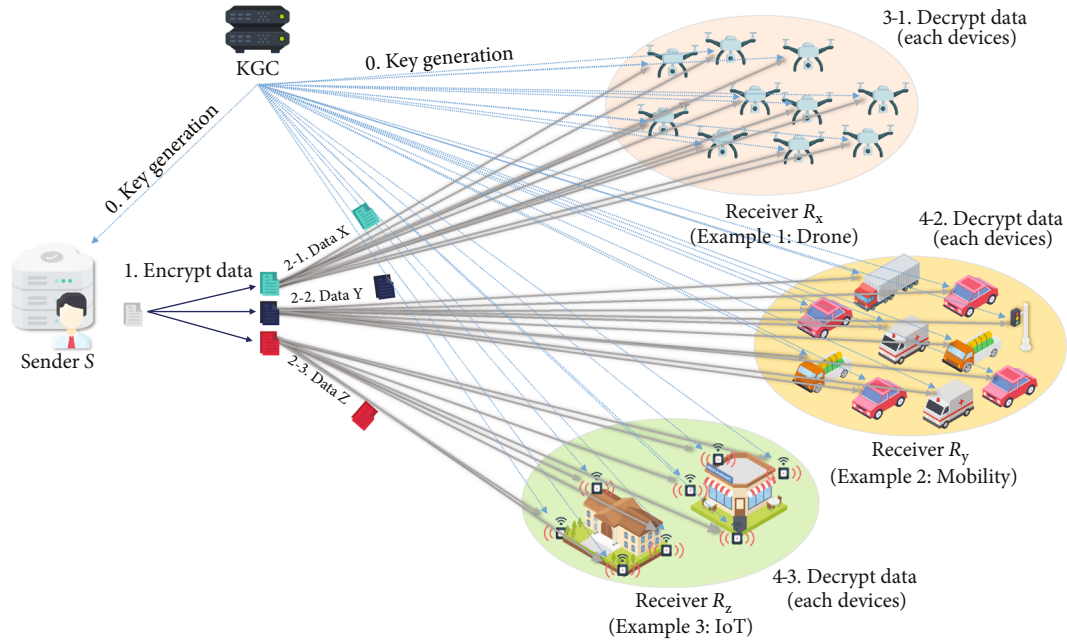 KGC
0. Key generation
0. Key generation
3-1. Decrypt data
(each devices)
Receiver Rx
(Example 1: Drone)
4-2. Decrypt data
(each devices)
1. Encrypt data
2-1. Data X
2-2. Data Y
2-3. Data Z
Sender S
Receiver Ry
(Example 2: Mobility)
4-3. Decrypt data
(each devices)
Receiver Rz
(Example 3: IoT)